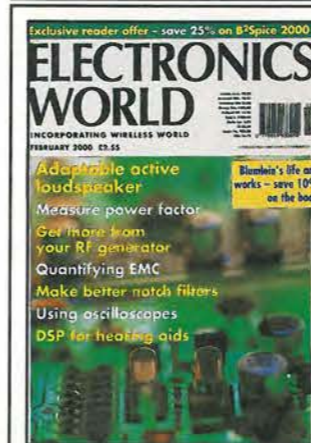 Exclusive reader offer – save 25% on B²Spice 2000
ELECTRONICS
WORLD
INCORPORATING WIRELESS WORLD
FEBRUARY 2000 £2.55
Adaptable active
loudspeaker
Blumlein's life an
works – save 10%
on the boo
Measure power factor
Get more from
your RF generator
Quantifying EMC
Make better notch filters
Using oscilloscopes
DSP for hearing aids